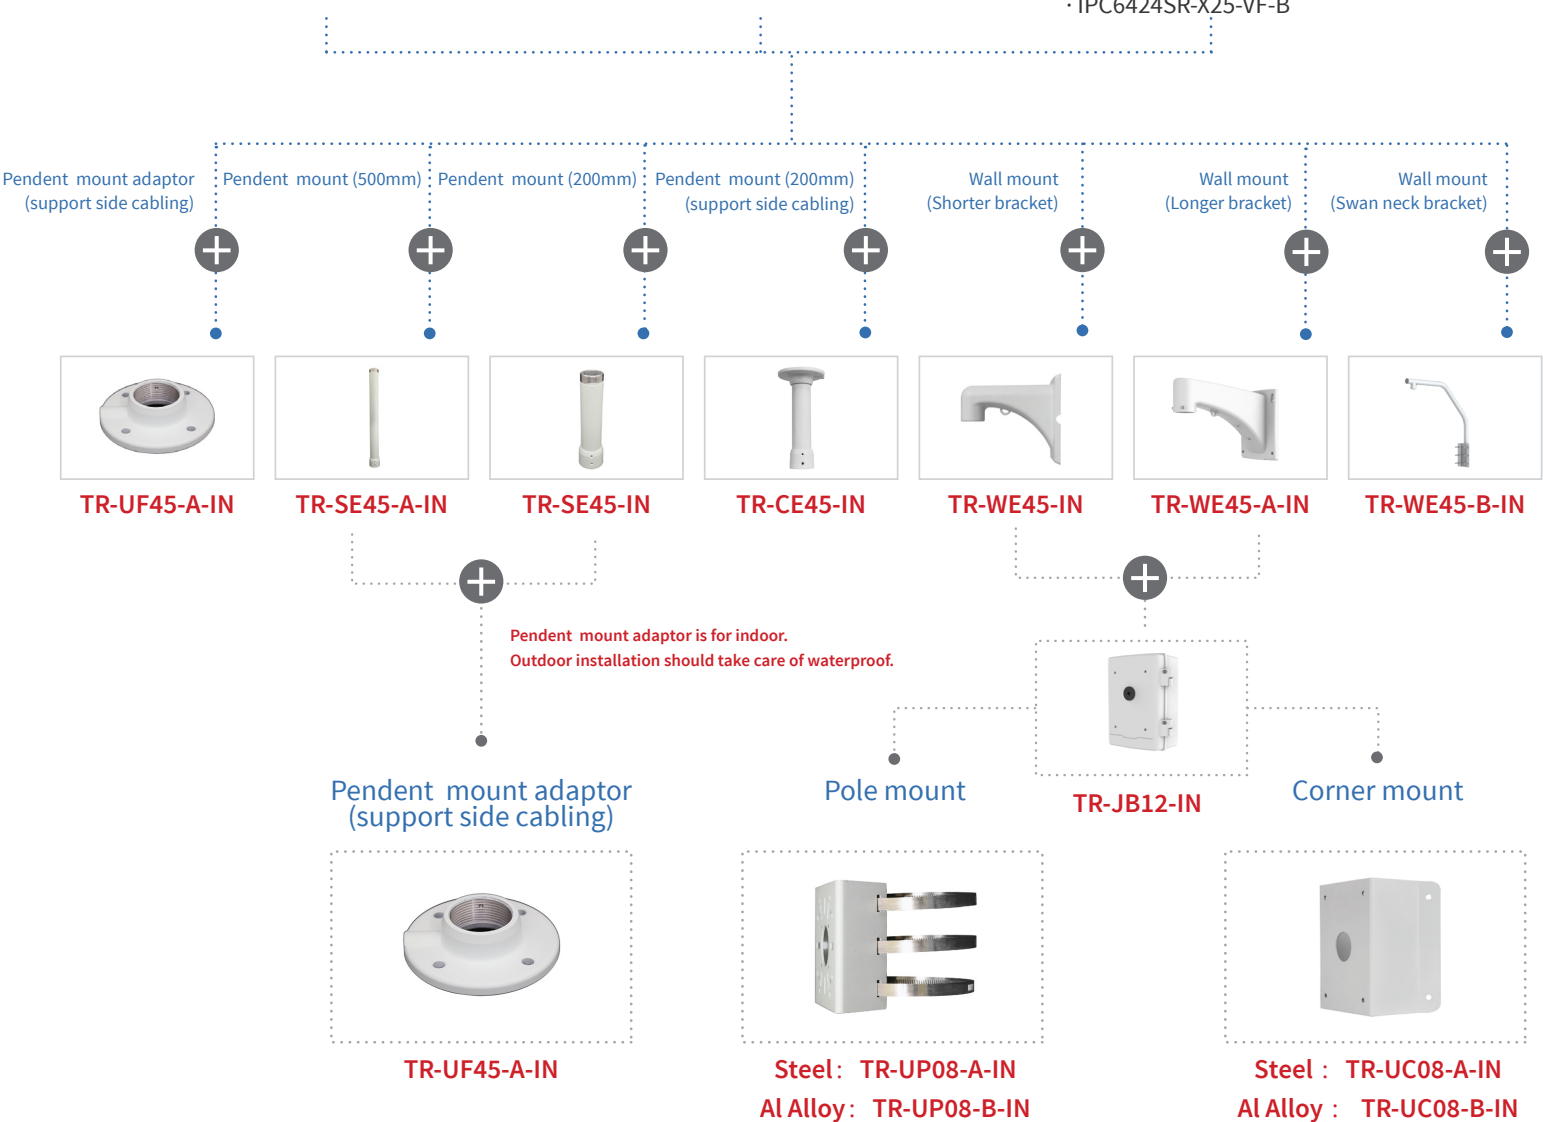 · IPC6424SR-X25-VF-B
Pendent mount adaptor
(support side cabling)
Pendent mount (500mm)
Pendent mount (200mm)
Pendent mount (200mm)
(support side cabling)
Wall mount
(Shorter bracket)
Wall mount
(Longer bracket)
Wall mount
(Swan neck bracket)
TR-UF45-A-IN
TR-SE45-A-IN
TR-SE45-IN
TR-CE45-IN
TR-WE45-IN
TR-WE45-A-IN
TR-WE45-B-IN
Pendent mount adaptor is for indoor.
Outdoor installation should take care of waterproof.
Pendent mount adaptor
(support side cabling)
Pole mount
TR-JB12-IN
Corner mount
TR-UF45-A-IN
Steel: TR-UP08-A-IN
Al Alloy: TR-UP08-B-IN
Steel : TR-UC08-A-IN
Al Alloy : TR-UC08-B-IN